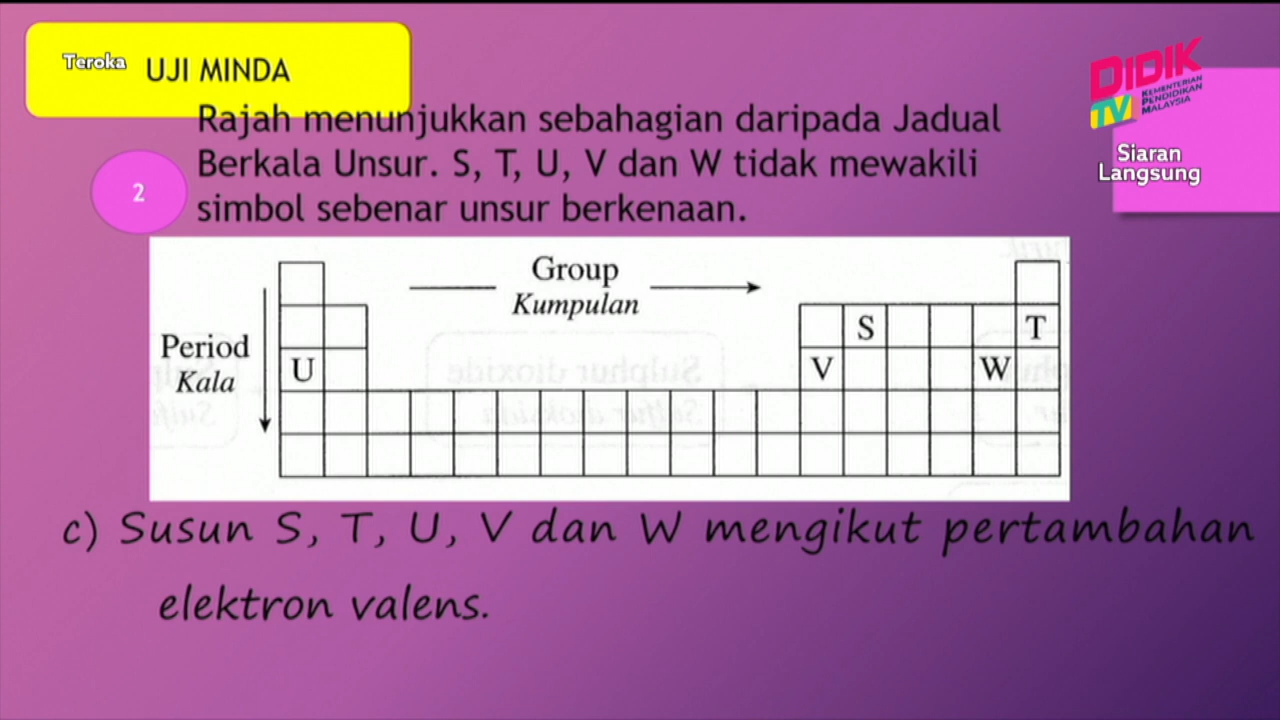 Teroka UJI MINDA
Rajah menunjukkan sebahagian daripada Jadual
Berkala Unsur. S, T, U, V dan W tidak mewakili
simbol sebenar unsur berkenaan.
2
DIDIK
TV
KEMENTERIAN
PENDIDIKAN
MALAYSIA
Siaran
Langsung
Group
Kumpulan
Period
Kala
S
T
U
V
W
c) Susun S, T, U, V dan W mengikut pertambahan
elektron valens.